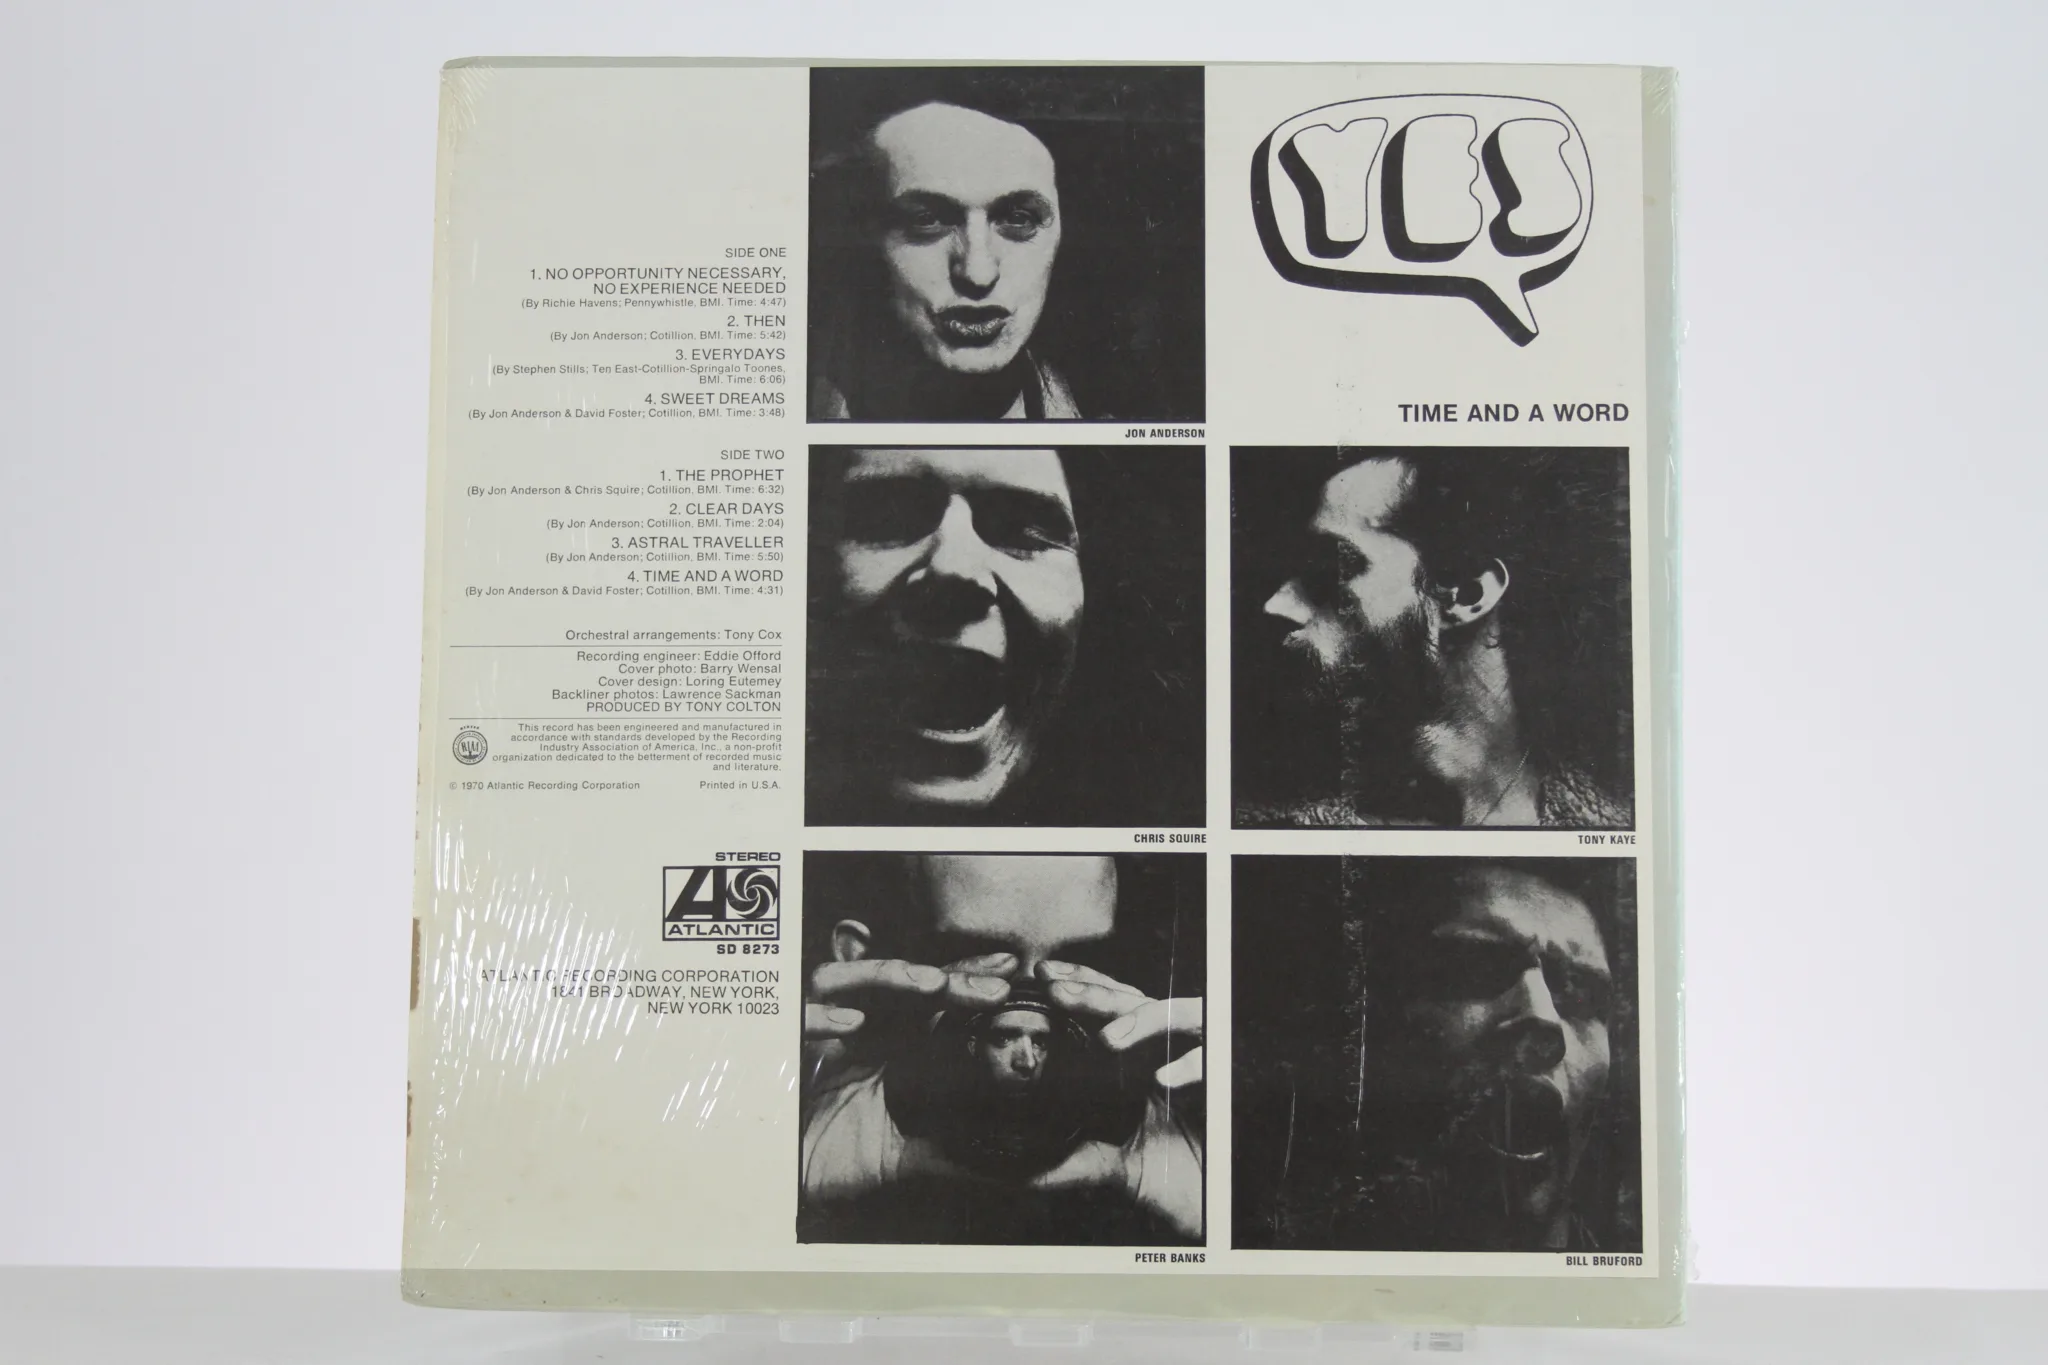 YES
TIME AND A WORD
SIDE ONE
1. NO OPPORTUNITY NECESSARY,
NO EXPERIENCE NEEDED
(By Richie Havens; Pennywhistle, BMI. Time: 4:47)
2. THEN
(By Jon Anderson; Cotillion, BMI. Time: 5:42)
3. EVERYDAYS
(By Stephen Stills; Ten East-Cotillion-Springalo Toones,
BMI. Time: 6:06)
4. SWEET DREAMS
(By Jon Anderson & David Foster; Cotillion, BMI. Time: 3:48)
SIDE TWO
1. THE PROPHET
(By Jon Anderson & Chris Squire; Cotillion, BMI. Time: 6:32)
2. CLEAR DAYS
(By Jon Anderson; Cotillion, BMI. Time: 2:04)
3. ASTRAL TRAVELLER
(By Jon Anderson; Cotillion, BMI. Time: 5:50)
4. TIME AND A WORD
(By Jon Anderson & David Foster; Cotillion, BMI. Time: 4:31)
Orchestral arrangements: Tony Cox
Recording engineer: Eddie Offord
Cover photo: Barry Wensal
Cover design: Loring Eutemey
Backliner photos: Lawrence Sackman
PRODUCED BY TONY COLTON
This record has been engineered and manufactured in
accordance with standards developed by the Recording
Industry Association of America, Inc., a non-profit
organization dedicated to the betterment of recorded music
and literature.
RIAA
© 1970 Atlantic Recording Corporation Printed in U.S.A.
STEREO
ATLANTIC
SD 8273
ATLANTIC RECORDING CORPORATION
1841 BROADWAY, NEW YORK,
NEW YORK 10023
JON ANDERSON
CHRIS SQUIRE
TONY KAYE
PETER BANKS
BILL BRUFORD